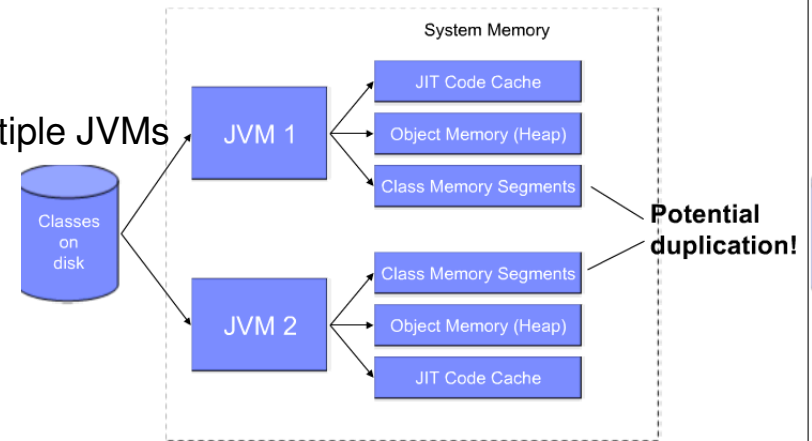 System Memory
JIT Code Cache
tiple JVMs
JVM 1
Object Memory (Heap)
Class Memory Segments
Classes
on
disk
Potential
duplication!
Class Memory Segments
JVM 2
Object Memory (Heap)
JIT Code Cache